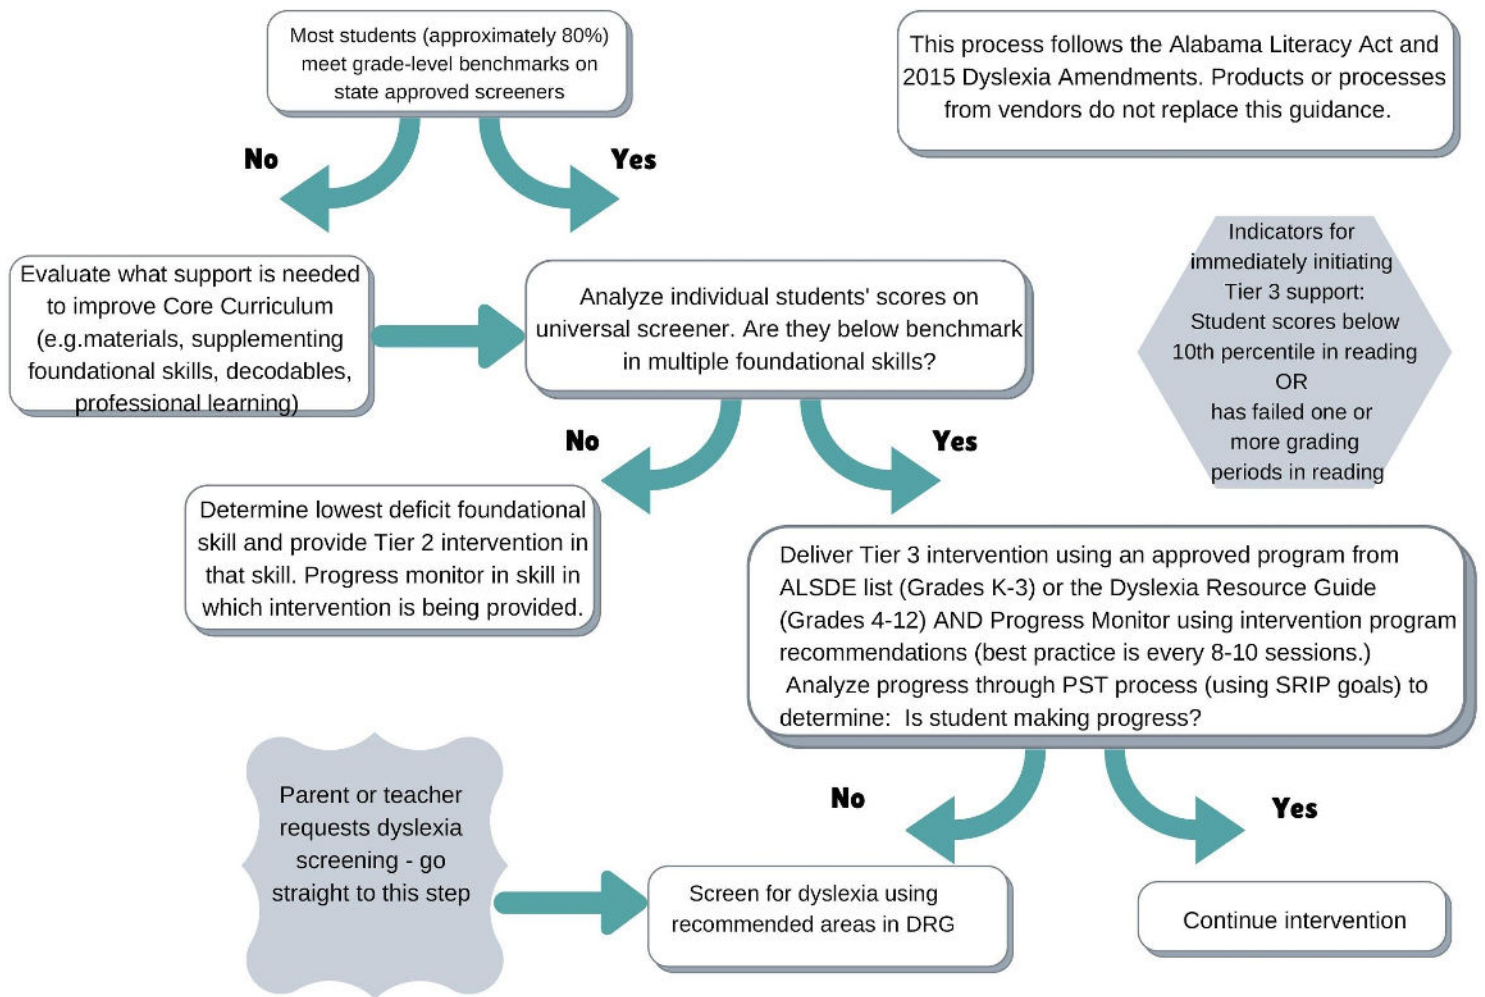 Most students (approximately 80%)
meet grade-level benchmarks on
state approved screeners
This process follows the Alabama Literacy Act and
2015 Dyslexia Amendments. Products or processes
from vendors do not replace this guidance.
No
Yes
Evaluate what support is needed
to improve Core Curriculum
(e.g.materials, supplementing
foundational skills, decodables,
professional learning)
Analyze individual students' scores on
universal screener. Are they below benchmark
in multiple foundational skills?
Indicators for
immediately initiating
Tier 3 support:
Student scores below
10th percentile in reading
OR
has failed one or
more grading
periods in reading
No
Yes
Determine lowest deficit foundational
skill and provide Tier 2 intervention in
that skill. Progress monitor in skill in
which intervention is being provided.
Deliver Tier 3 intervention using an approved program from
ALSDE list (Grades K-3) or the Dyslexia Resource Guide
(Grades 4-12) AND Progress Monitor using intervention program
recommendations (best practice is every 8-10 sessions.)
Analyze progress through PST process (using SRIP goals) to
determine:  Is student making progress?
No
Yes
Parent or teacher
requests dyslexia
screening - go
straight to this step
Screen for dyslexia using
recommended areas in DRG
Continue intervention